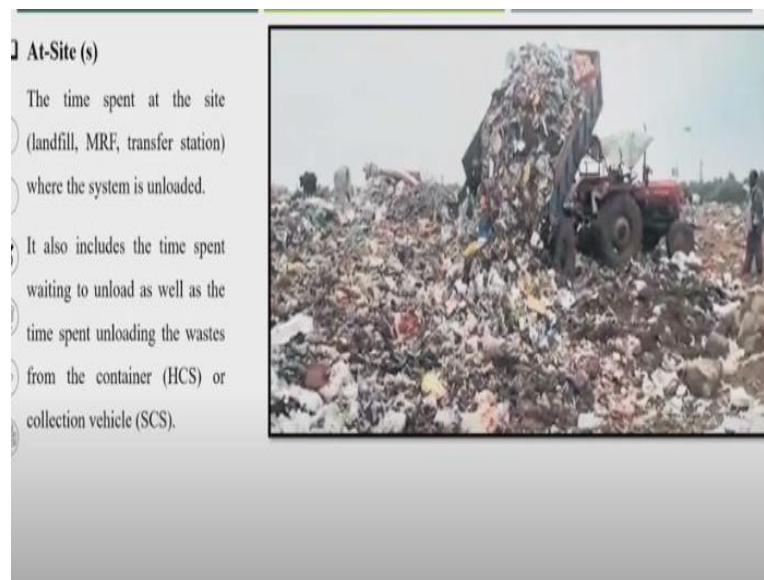 At-Site (s)
The time spent at the site
(landfill, MRF, transfer station)
where the system is unloaded.
It also includes the time spent
waiting to unload as well as the
time spent unloading the wastes
from the container (HCS) or
collection vehicle (SCS).